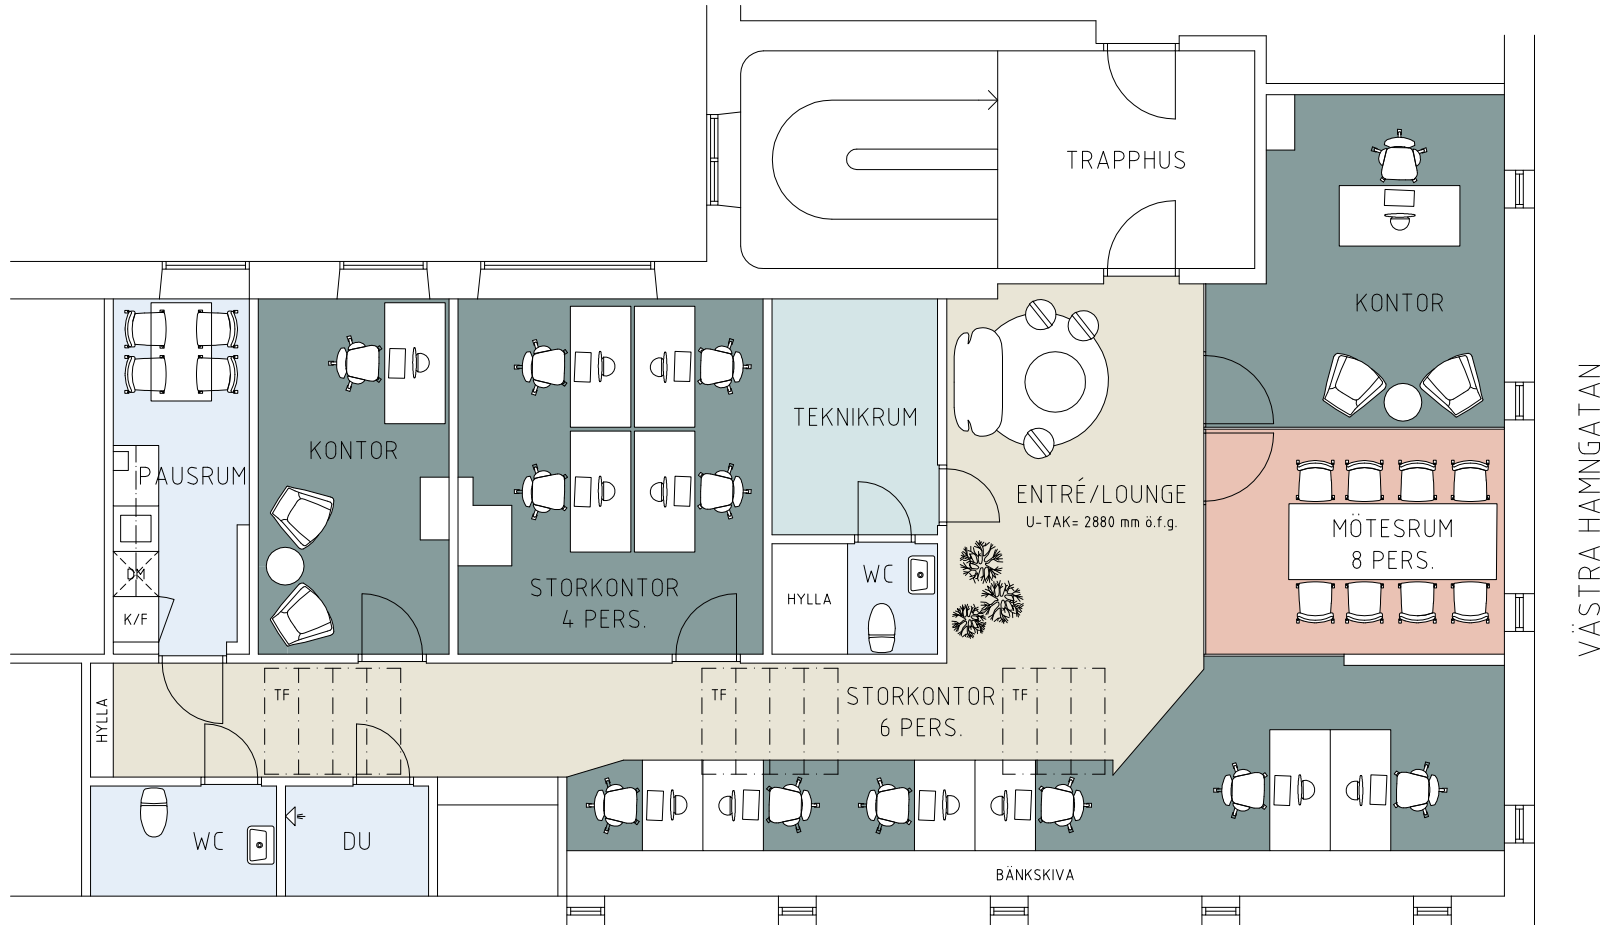 TRAPPHUS
KONTOR
VÄSTRA HAMNGATAN
TEKNIKRUM
KONTOR
PAUSRUM
ENTRÉ/LOUNGE
U-TAK= 2880 mm ö.f.g.
MÖTESRUM
8 PERS.
DM
K/F
STORKONTOR
4 PERS.
HYLLA
WC
HYLLA
TF
TF
STORKONTOR
6 PERS.
TF
WC
DU
BÄNKSKIVA